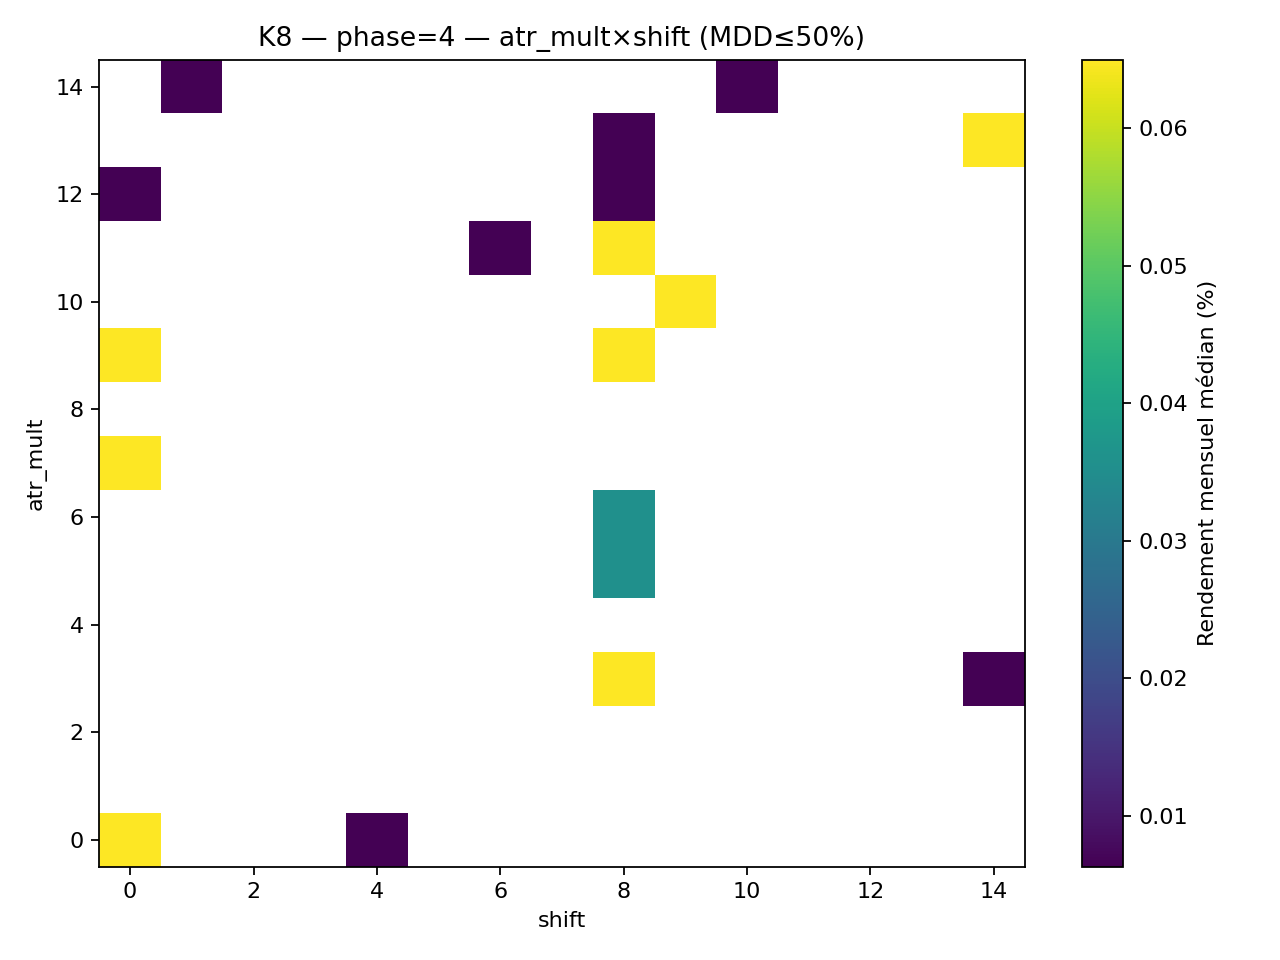 K8 — phase=4 — atr_mult×shift (MDD≤50%)
14
12
10
8
6
4
2
0
atr_mult
0 2 4 6 8 10 12 14
shift
0.06
0.05
0.04
0.03
0.02
0.01
Rendement mensuel médian (%)